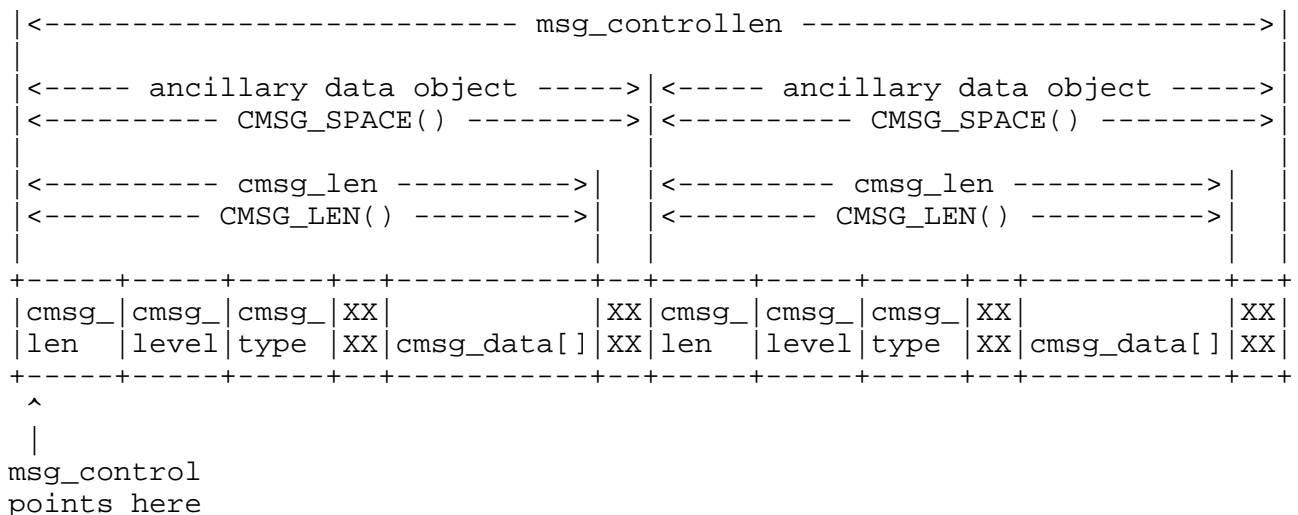 |<--------------------------- msg_controllen -------------------------->|
|                                                                       |
|<----- ancillary data object ----->|<----- ancillary data object ----->|
|<---------- CMSG_SPACE() --------->|<---------- CMSG_SPACE() --------->|
|                                   |                                   |
|<---------- cmsg_len ---------->|  |<--------- cmsg_len ----------->|  |
|<--------- CMSG_LEN() --------->|  |<-------- CMSG_LEN() ---------->|  |
|                                |  |                                |  |
+-----+-----+-----+--+-----------+--+-----+-----+-----+--+-----------+--+
|cmsg_|cmsg_|cmsg_|XX|           |XX|cmsg_|cmsg_|cmsg_|XX|           |XX|
|len  |level|type |XX|cmsg_data[]|XX|len  |level|type |XX|cmsg_data[]|XX|
+-----+-----+-----+--+-----------+--+-----+-----+-----+--+-----------+--+
 ^
 |
msg_control
points here